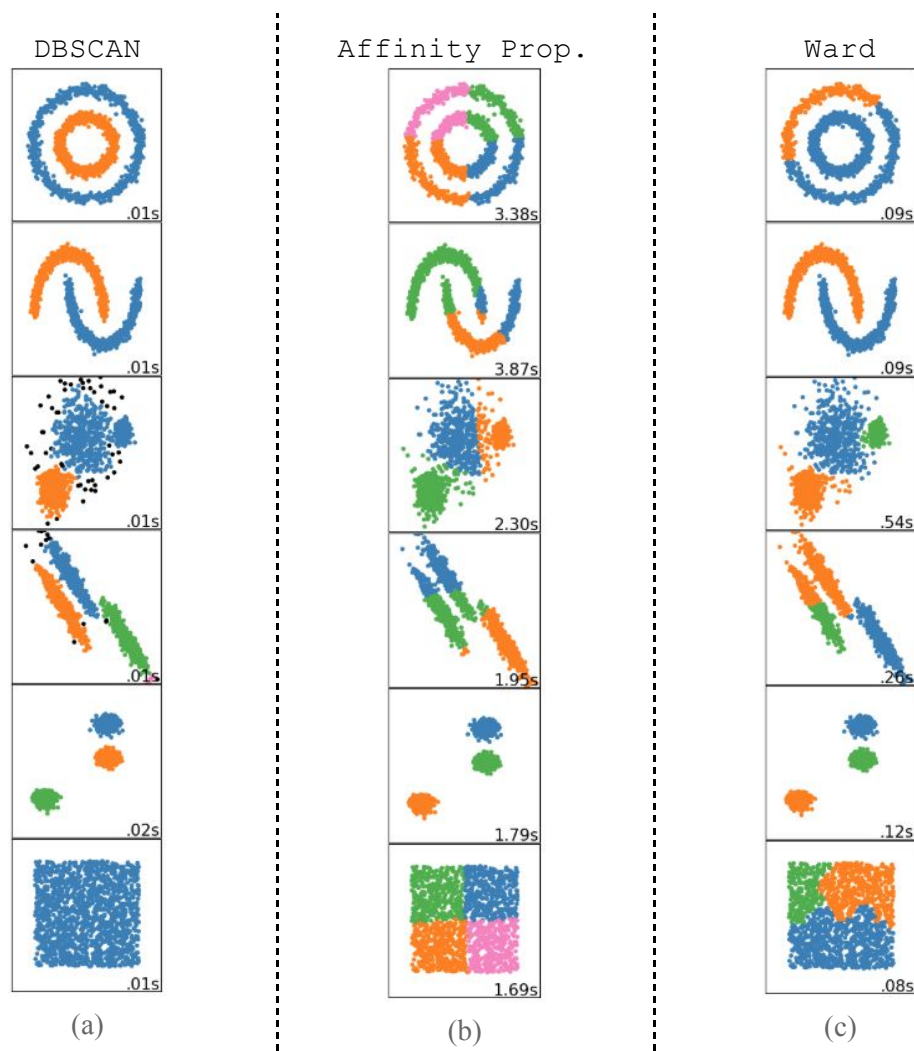 DBSCAN Affinity Prop. Ward
.01s 3.38s .09s
.01s 3.87s .09s
.01s 2.30s .54s
.01s 1.95s .26s
.02s 1.79s .12s
.01s 1.69s .08s
(a) (b) (c)